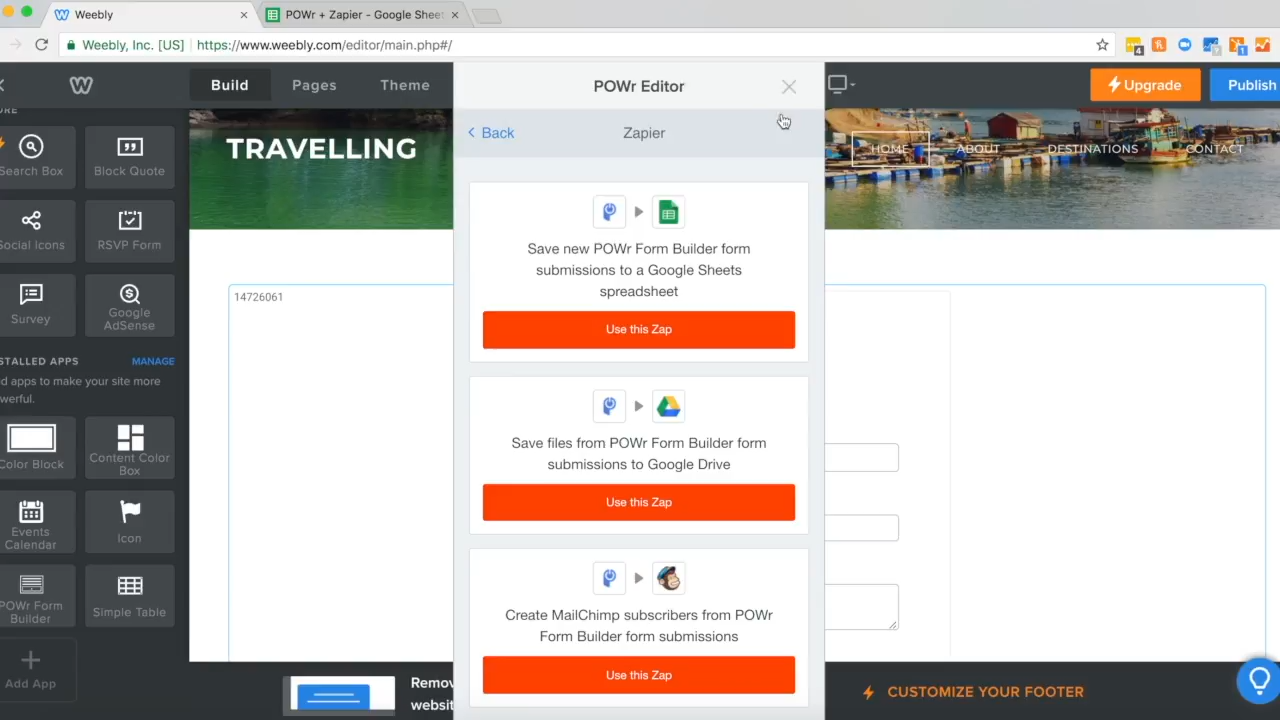 Weebly
POWr + Zapier - Google Sheet
Weebly, Inc. [US]
https://www.weebly.com/editor/main.php#/
4
1
Build
Pages
Theme
POWr Editor
Upgrade
Publish
Back
Zapier
TRAVELLING
HOME
ABOUT
DESTINATIONS
CONTACT
Search Box
Block Quote
Social Icons
RSVP Form
Survey
Google
AdSense
TALLED APPS
MANAGE
d apps to make your site more
werful.
Color Block
Content Color
Box
Events
Calendar
Icon
POWr Form
Builder
Simple Table
Add App
14726061
Save new POWr Form Builder form
submissions to a Google Sheets
spreadsheet
Use this Zap
Save files from POWr Form Builder form
submissions to Google Drive
Use this Zap
Create MailChimp subscribers from POWr
Form Builder form submissions
Use this Zap
Remov
websit
CUSTOMIZE YOUR FOOTER